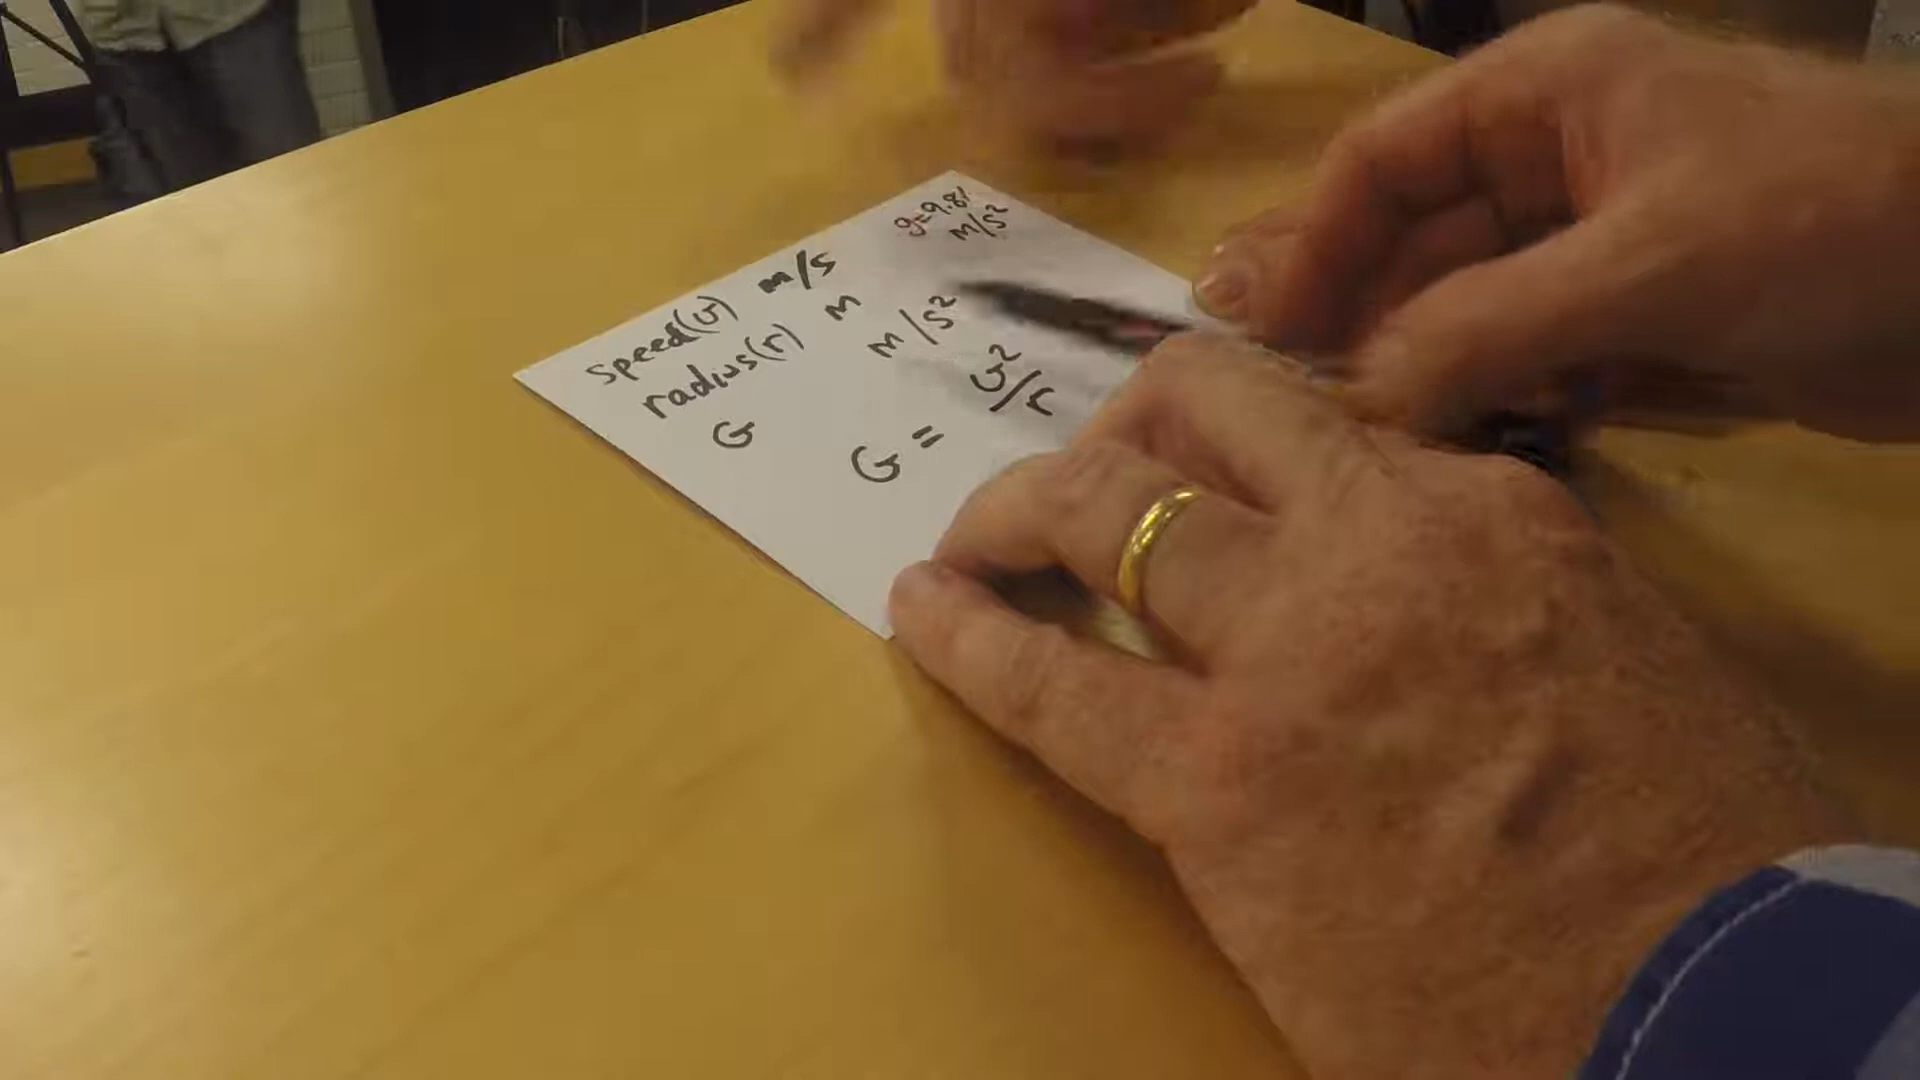 g=9.81
m/s²
speed(v) m/s
radius(r) m
G m/s²
G = v²/r